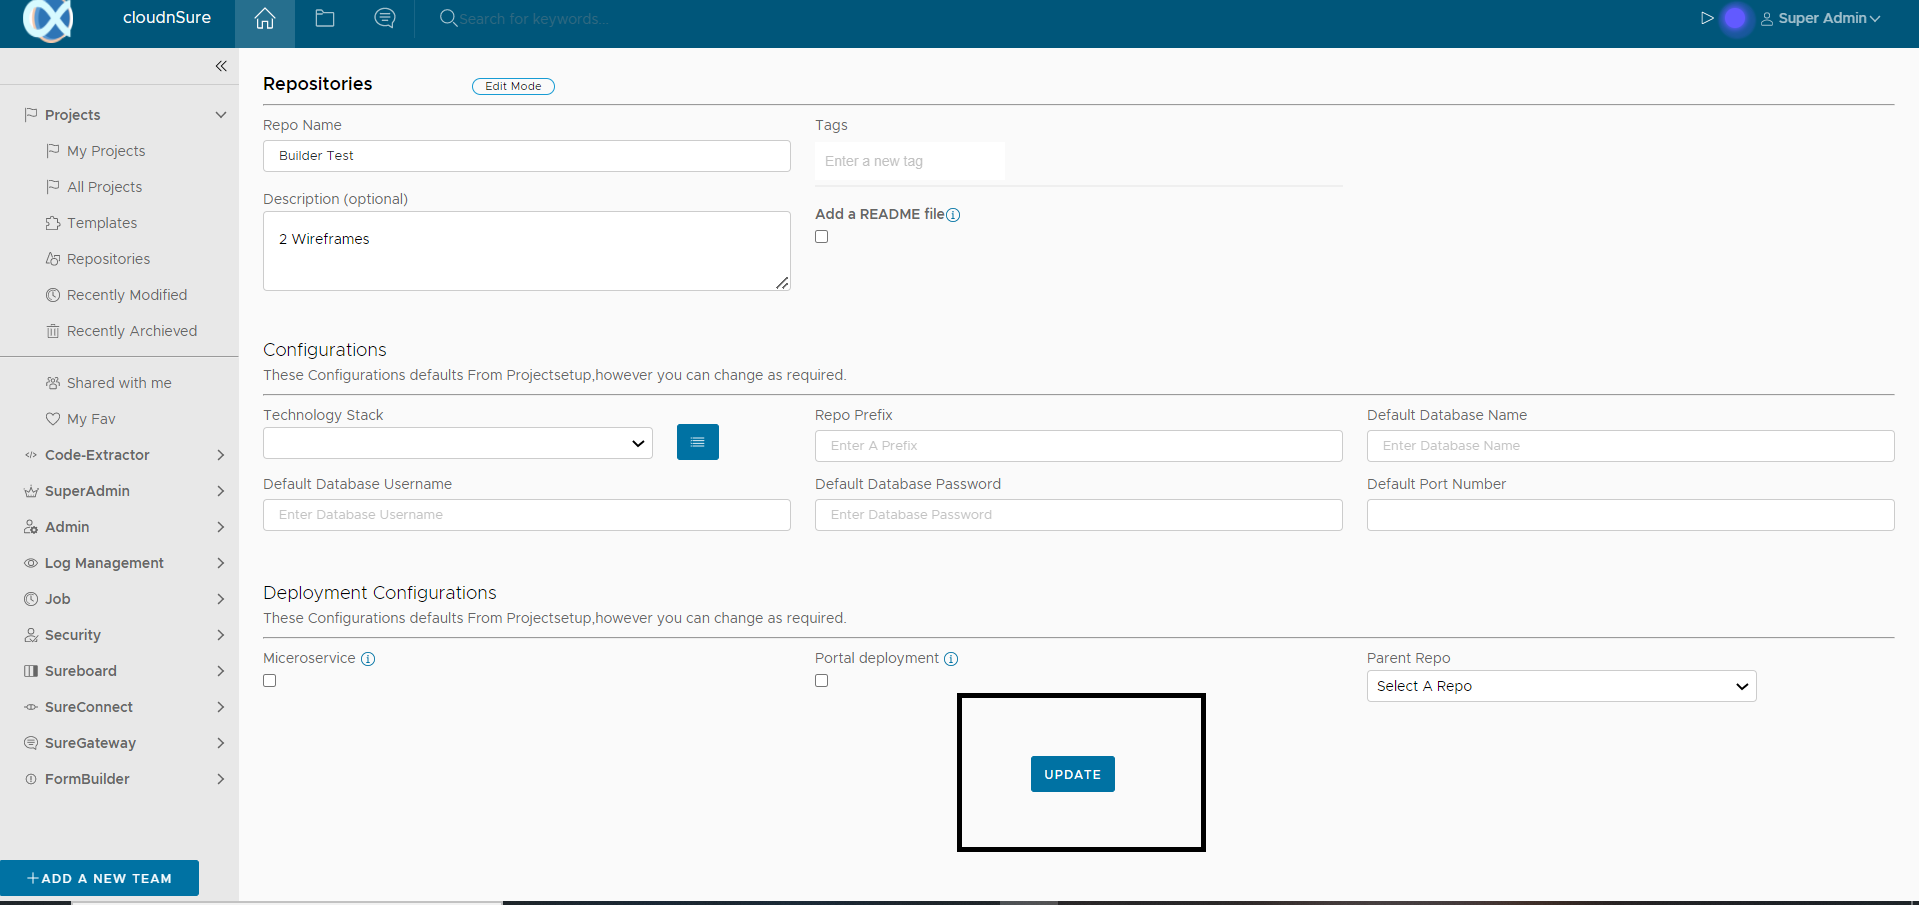 cloudnSure
Search for keywords...
Super Admin
Projects
My Projects
All Projects
Templates
Repositories
Recently Modified
Recently Archieved
Shared with me
My Fav
Code-Extractor
SuperAdmin
Admin
Log Management
Job
Security
Sureboard
SureConnect
SureGateway
FormBuilder
ADD A NEW TEAM
Repositories
Edit Mode
Repo Name
Builder Test
Tags
Enter a new tag
Description (optional)
2 Wireframes
Add a README file
Configurations
These Configurations defaults From Projectsetup,however you can change as required.
Technology Stack
Repo Prefix
Enter A Prefix
Default Database Name
Enter Database Name
Default Database Username
Enter Database Username
Default Database Password
Enter Database Password
Default Port Number
Deployment Configurations
These Configurations defaults From Projectsetup,however you can change as required.
Miceroservice
Portal deployment
Parent Repo
Select A Repo
UPDATE